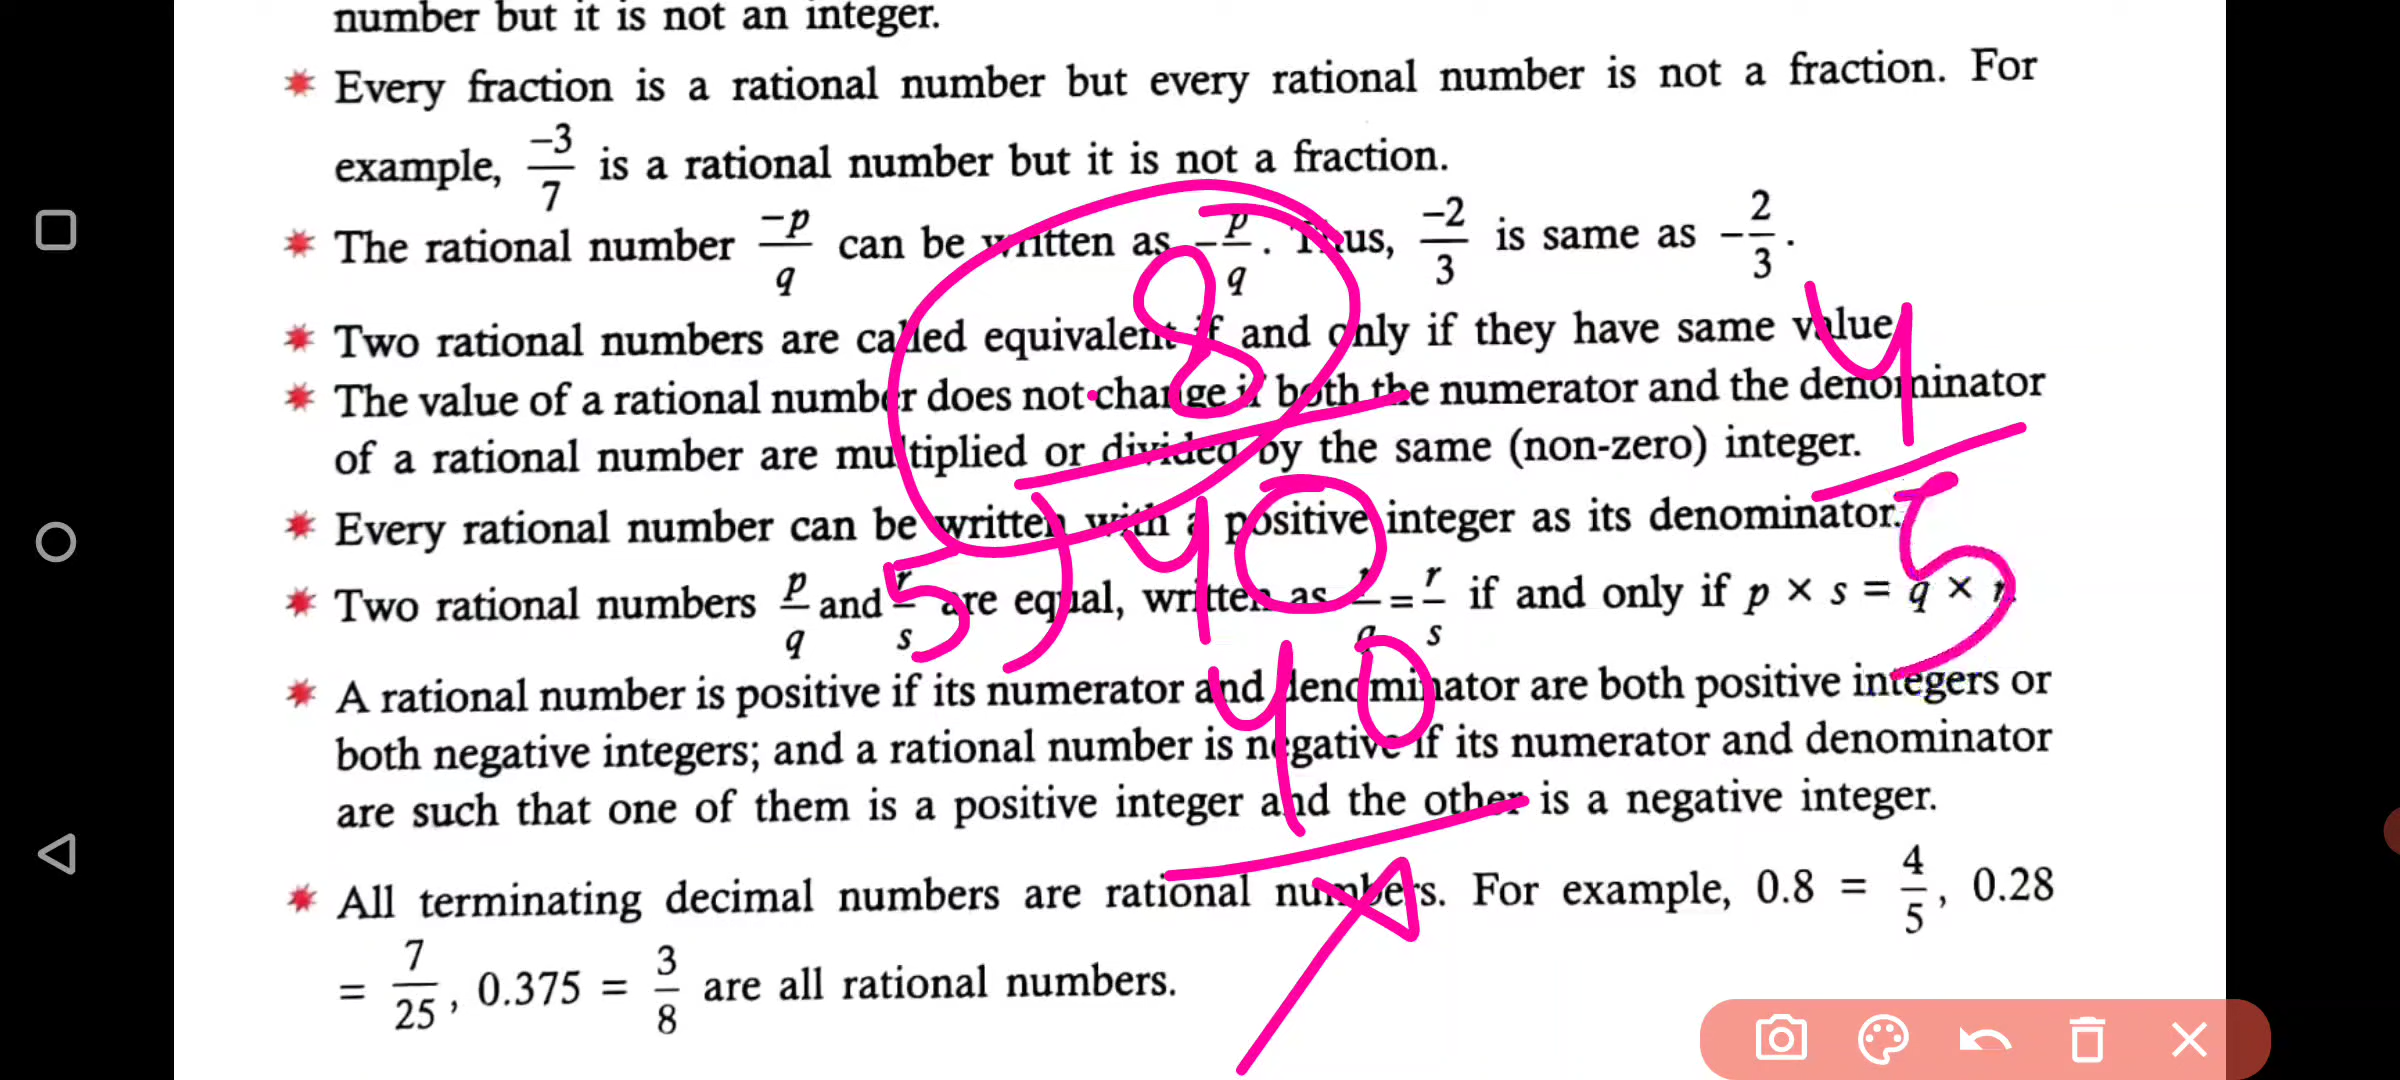 number but it is not an integer.
* Every fraction is a rational number but every rational number is not a fraction. For
example, -3/7 is a rational number but it is not a fraction.
* The rational number -p/q can be written as -p/q. Thus, -2/3 is same as -2/3.
* Two rational numbers are called equivalent if and only if they have same value
* The value of a rational number does not change if both the numerator and the denominator
of a rational number are multiplied or divided by the same (non-zero) integer.
* Every rational number can be written with a positive integer as its denominator.
* Two rational numbers p/q and r/s are equal, written as p/q = r/s if and only if p × s = q × r
* A rational number is positive if its numerator and denominator are both positive integers or
both negative integers; and a rational number is negative if its numerator and denominator
are such that one of them is a positive integer and the other is a negative integer.
* All terminating decimal numbers are rational numbers. For example, 0.8 = 4/5, 0.28
= 7/25, 0.375 = 3/8 are all rational numbers.
8
5) 40
40
4/5